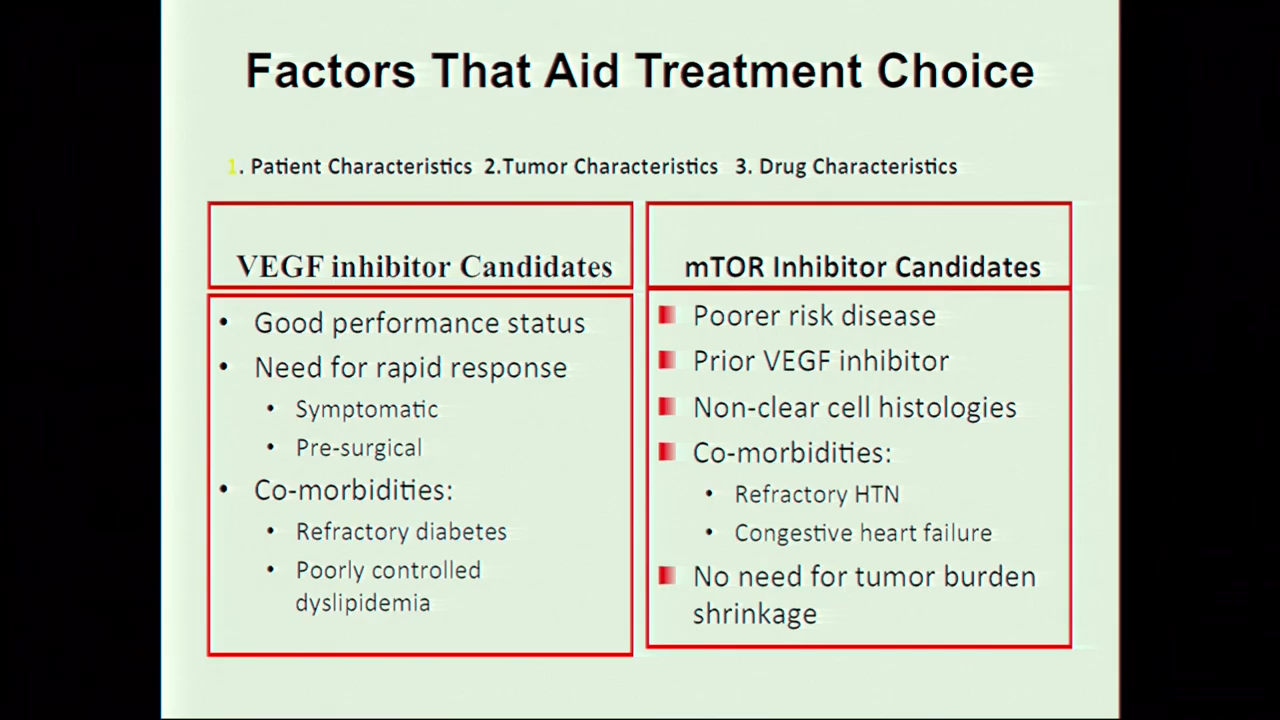 Factors That Aid Treatment Choice
1. Patient Characteristics 2.Tumor Characteristics 3. Drug Characteristics
VEGF inhibitor Candidates
• Good performance status
• Need for rapid response
• Symptomatic
• Pre-surgical
• Co-morbidities:
• Refractory diabetes
• Poorly controlled
dyslipidemia
mTOR Inhibitor Candidates
Poorer risk disease
Prior VEGF inhibitor
Non-clear cell histologies
Co-morbidities:
• Refractory HTN
• Congestive heart failure
No need for tumor burden
shrinkage